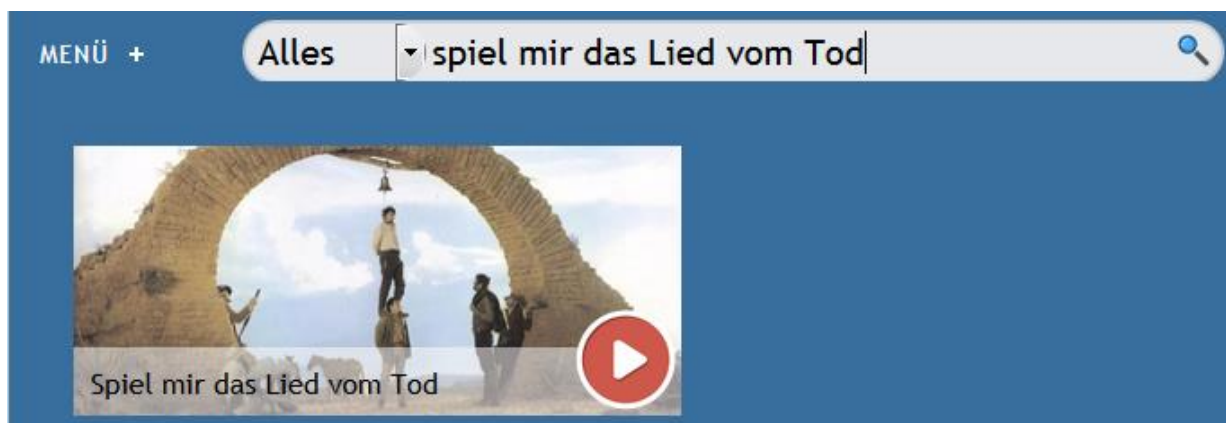 MENÜ +
Alles spiel mir das Lied vom Tod
Spiel mir das Lied vom Tod